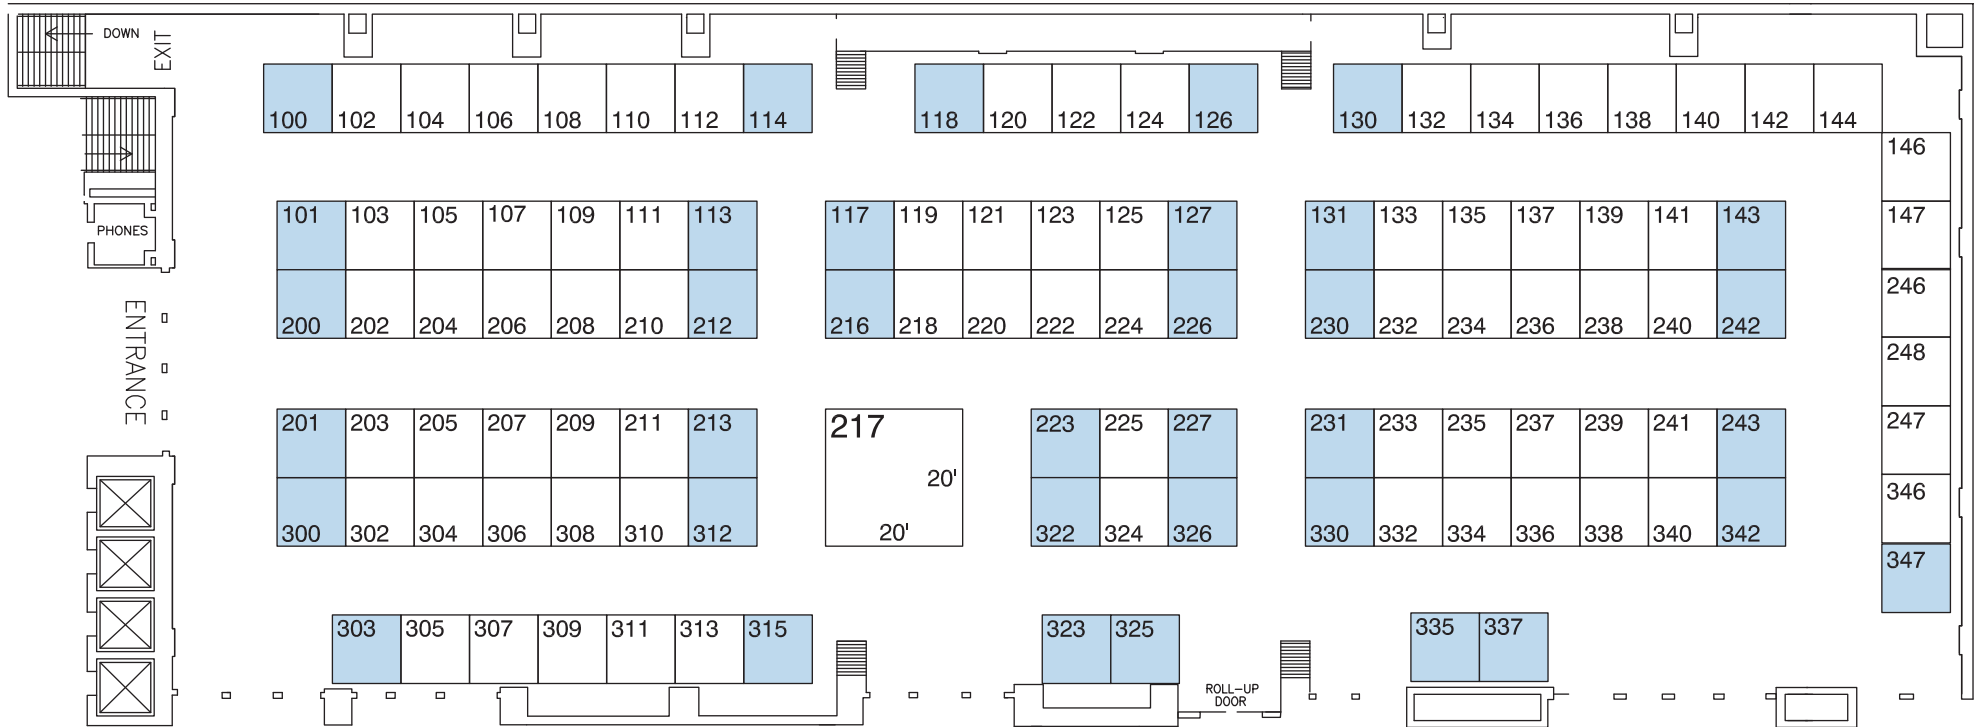 DOWN
EXIT
100 102 104 106 108 110 112 114 118 120 122 124 126 130 132 134 136 138 140 142 144
146
101 103 105 107 109 111 113 117 119 121 123 125 127 131 133 135 137 139 141 143 147
PHONES
246
200 202 204 206 208 210 212 216 218 220 222 224 226 230 232 234 236 238 240 242
ENTRANCE
248
201 203 205 207 209 211 213 217 223 225 227 231 233 235 237 239 241 243 247
20'
346
300 302 304 306 308 310 312 20' 322 324 326 330 332 334 336 338 340 342
347
303 305 307 309 311 313 315 323 325 335 337
ROLL-UP
DOOR